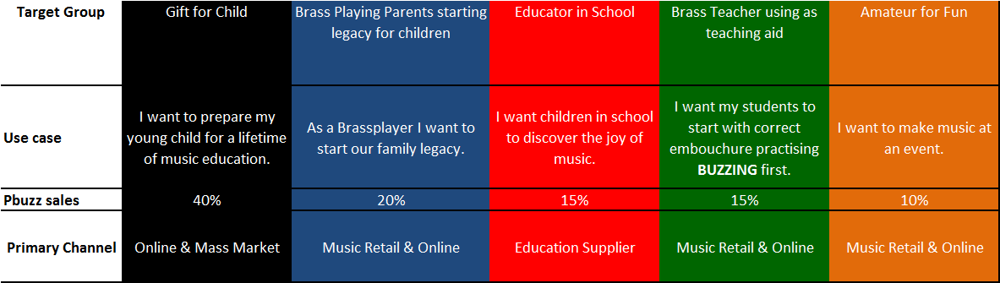 Target Group
Gift for Child
Brass Playing Parents starting
legacy for children
Educator in School
Brass Teacher using as
teaching aid
Amateur for Fun
Use case
I want to prepare my
young child for a lifetime
of music education.
As a Brassplayer I want to
start our family legacy.
I want children in school
to discover the joy of
music.
I want my students to
start with correct
embouchure practising
BUZZING first.
I want to make music at
an event.
Pbuzz sales
40%
20%
15%
15%
10%
Primary Channel
Online & Mass Market
Music Retail & Online
Education Supplier
Music Retail & Online
Music Retail & Online